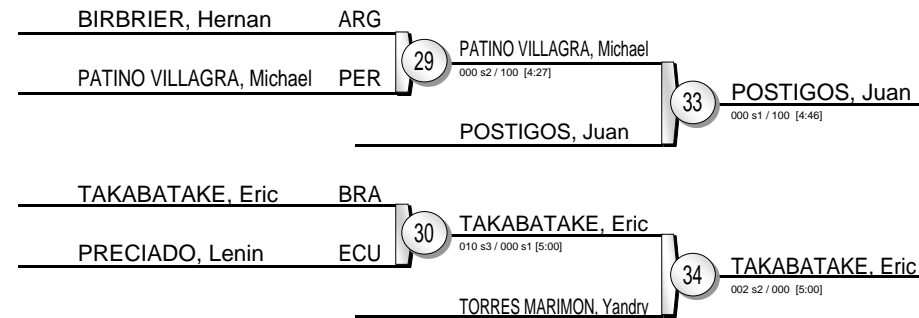 BIRBRIER, Hernan ARG
PATINO VILLAGRA, Michael PER
29
PATINO VILLAGRA, Michael
000 s2 / 100 [4:27]
POSTIGOS, Juan
33
POSTIGOS, Juan
000 s1 / 100 [4:46]
TAKABATAKE, Eric BRA
PRECIADO, Lenin ECU
30
TAKABATAKE, Eric
010 s3 / 000 s1 [5:00]
TORRES MARIMON, Yandry
34
TAKABATAKE, Eric
002 s2 / 000 [5:00]